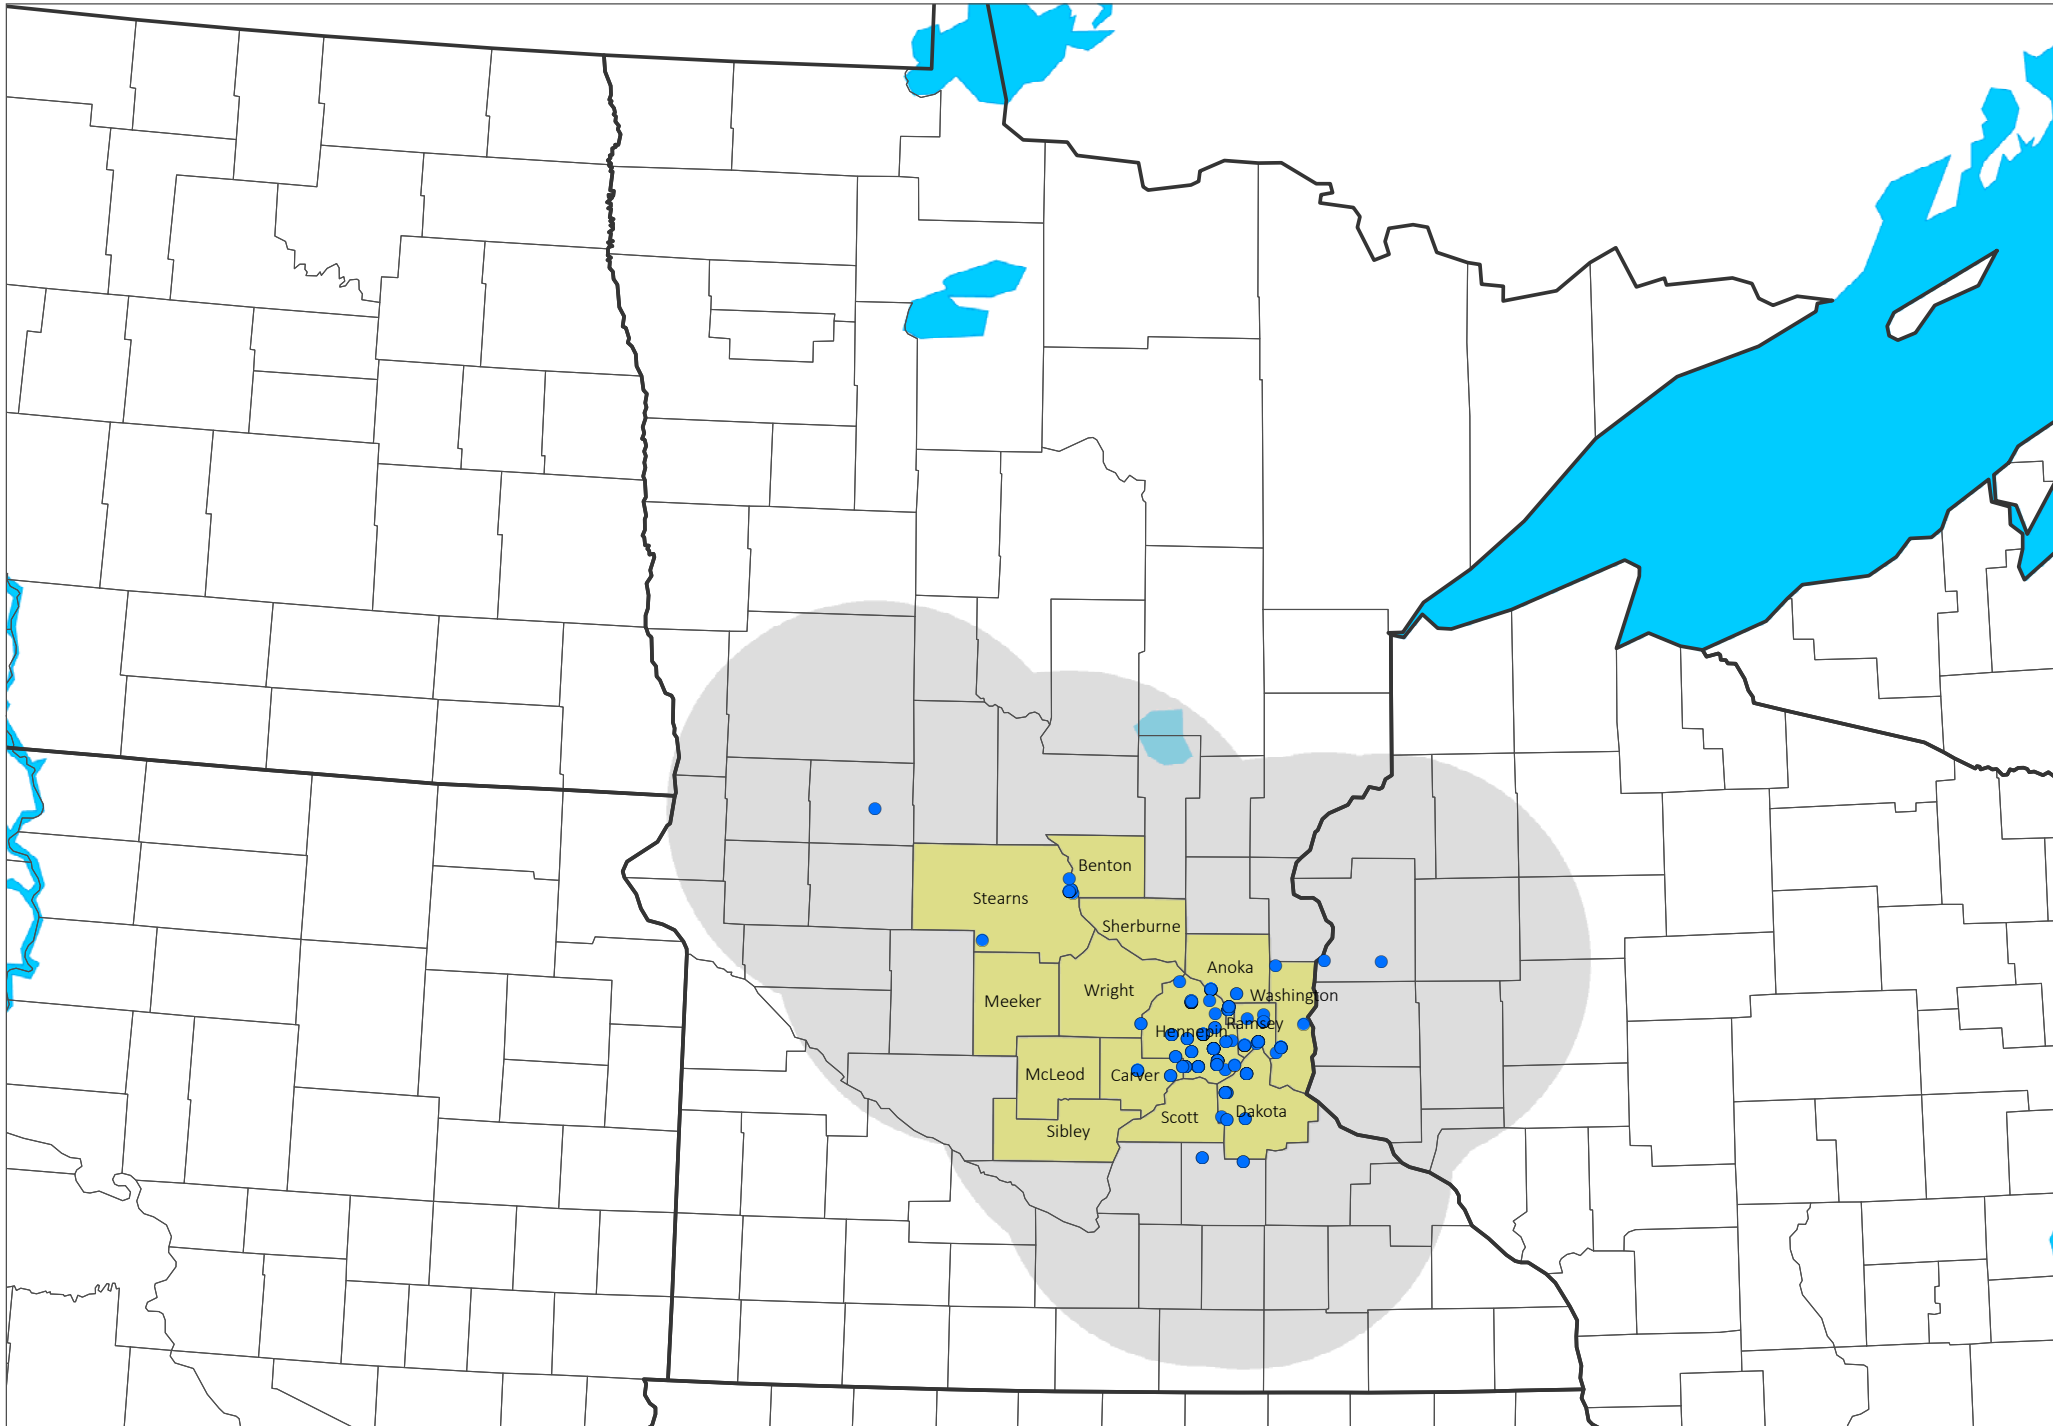 Benton
Stearns
Sherburne
Anoka
Wright
Washington
Meeker
Hennepin
Ramsey
McLeod
Carver
Dakota
Scott
Sibley